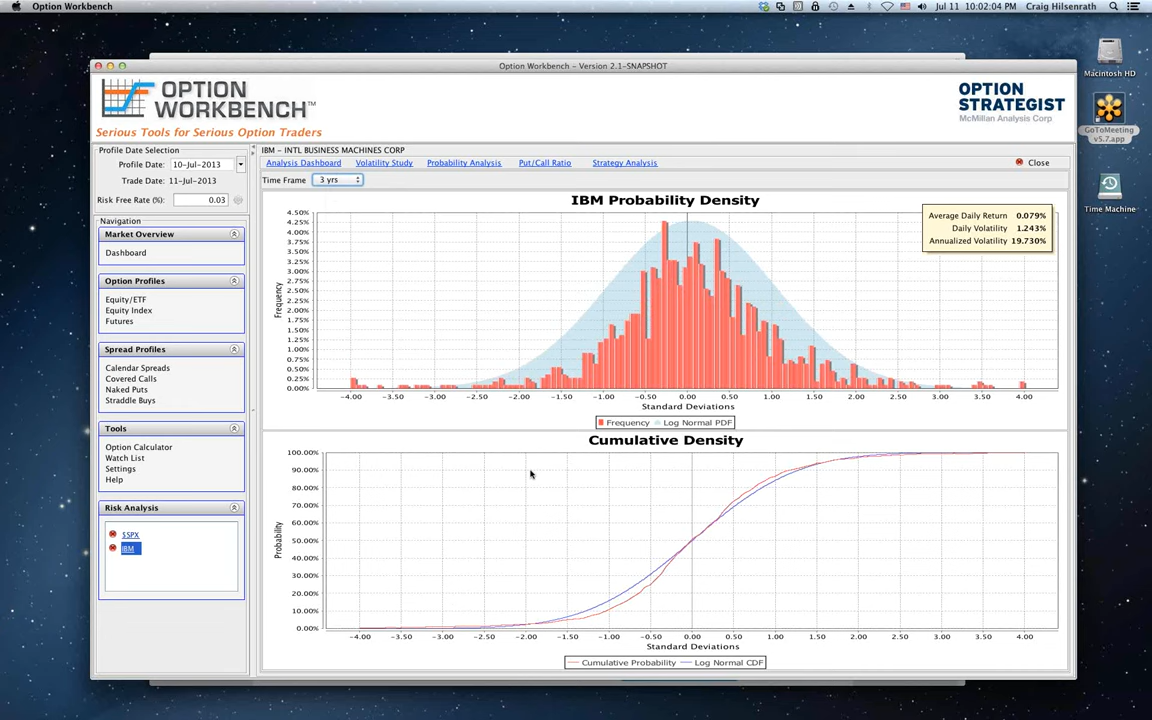 Option Workbench
Jul 11 10:02:04 PM
Craig Hilsenrath
Option Workbench - Version 2.1-SNAPSHOT
OPTION
WORKBENCH™
Serious Tools for Serious Option Traders
OPTION
STRATEGIST
McMillan Analysis Corp
Macintosh HD
GoToMeeting
v5.7.app
Time Machine
Profile Date Selection
Profile Date: 10-Jul-2013
Trade Date: 11-Jul-2013
Risk Free Rate (%): 0.03
Navigation
Market Overview
Dashboard
Option Profiles
Equity/ETF
Equity Index
Futures
Spread Profiles
Calendar Spreads
Covered Calls
Naked Puts
Straddle Buys
Tools
Option Calculator
Watch List
Settings
Help
Risk Analysis
$SPX
IBM
IBM - INTL BUSINESS MACHINES CORP
Analysis Dashboard Volatility Study Probability Analysis Put/Call Ratio Strategy Analysis Close
Time Frame 3 yrs
IBM Probability Density
Average Daily Return 0.079%
Daily Volatility 1.243%
Annualized Volatility 19.730%
Frequency
4.50%
4.25%
4.00%
3.75%
3.50%
3.25%
3.00%
2.75%
2.50%
2.25%
2.00%
1.75%
1.50%
1.25%
1.00%
0.75%
0.50%
0.25%
0.00%
-4.00 -3.50 -3.00 -2.50 -2.00 -1.50 -1.00 -0.50 0.00 0.50 1.00 1.50 2.00 2.50 3.00 3.50 4.00
Standard Deviations
Frequency Log Normal PDF
Cumulative Density
Probability
100.00%
90.00%
80.00%
70.00%
60.00%
50.00%
40.00%
30.00%
20.00%
10.00%
0.00%
-4.00 -3.50 -3.00 -2.50 -2.00 -1.50 -1.00 -0.50 0.00 0.50 1.00 1.50 2.00 2.50 3.00 3.50 4.00
Standard Deviations
Cumulative Probability Log Normal CDF